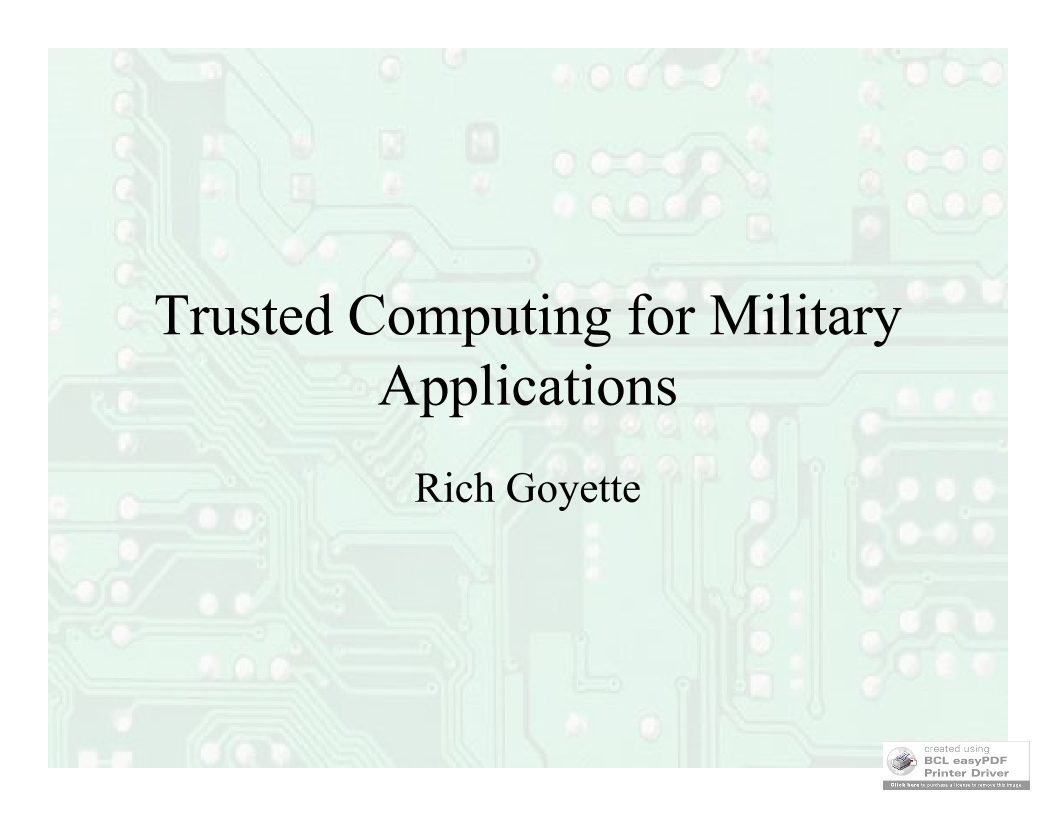 Trusted Computing for Military
Applications
Rich Goyette
created using
BCL easyPDF
Printer Driver
Click here to purchase a license to remove this image